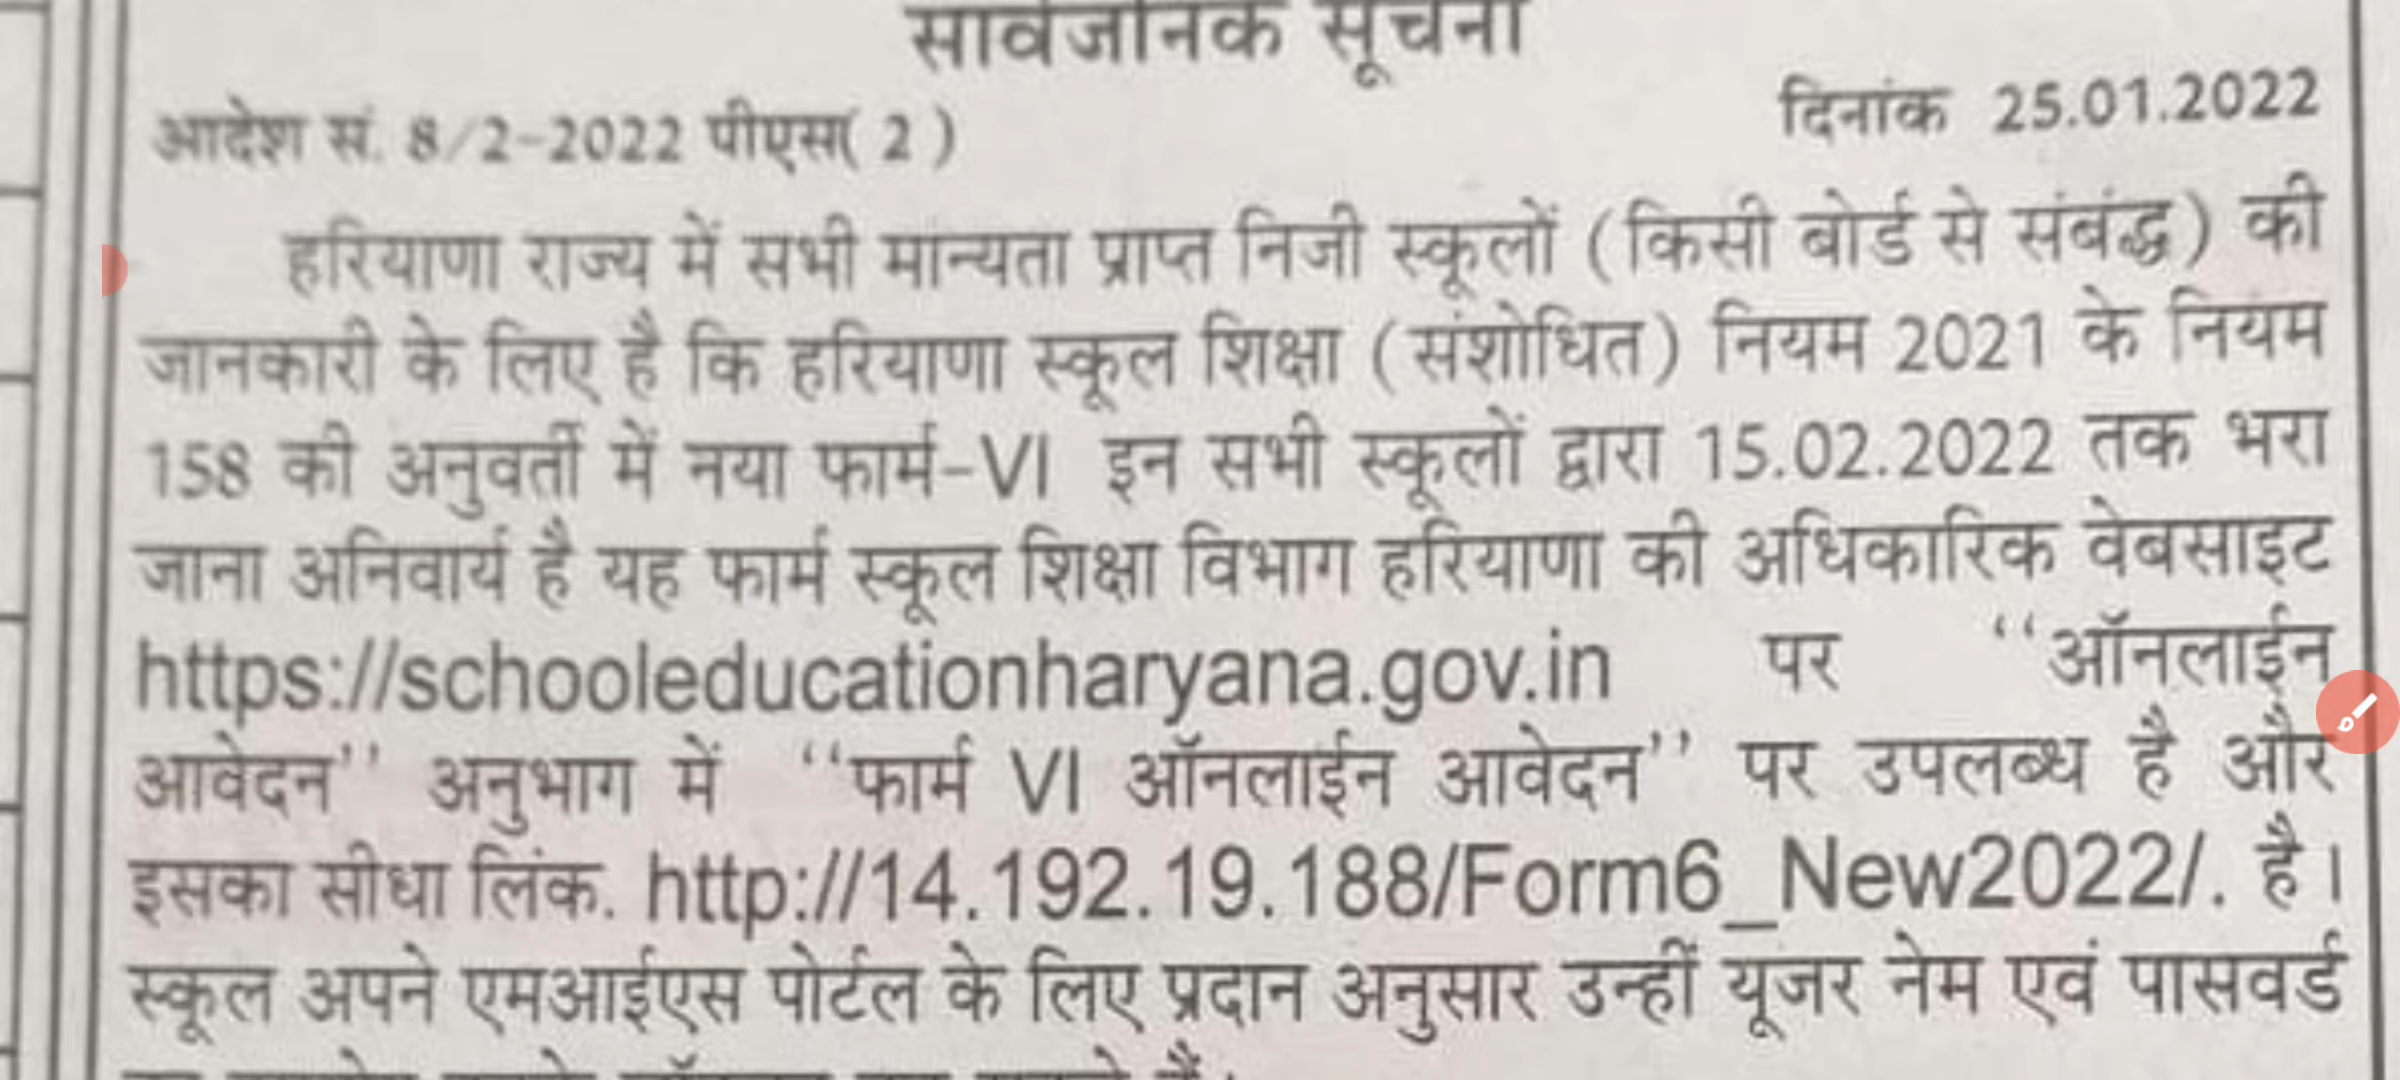 सार्वजनिक सूचना
आदेश सं. 8/2-2022 पीएस( 2 )
दिनांक 25.01.2022
हरियाणा राज्य में सभी मान्यता प्राप्त निजी स्कूलों (किसी बोर्ड से संबंद्ध) की
जानकारी के लिए है कि हरियाणा स्कूल शिक्षा (संशोधित) नियम 2021 के नियम
158 की अनुवर्ती में नया फार्म-VI इन सभी स्कूलों द्वारा 15.02.2022 तक भरा
जाना अनिवार्य है यह फार्म स्कूल शिक्षा विभाग हरियाणा की अधिकारिक वेबसाइट
https://schooleducationharyana.gov.in पर ‘‘ऑनलाईन
आवेदन’’ अनुभाग में ‘‘फार्म VI ऑनलाईन आवेदन’’ पर उपलब्ध है और
इसका सीधा लिंक. http://14.192.19.188/Form6_New2022/. है।
स्कूल अपने एमआईएस पोर्टल के लिए प्रदान अनुसार उन्हीं यूजर नेम एवं पासवर्ड